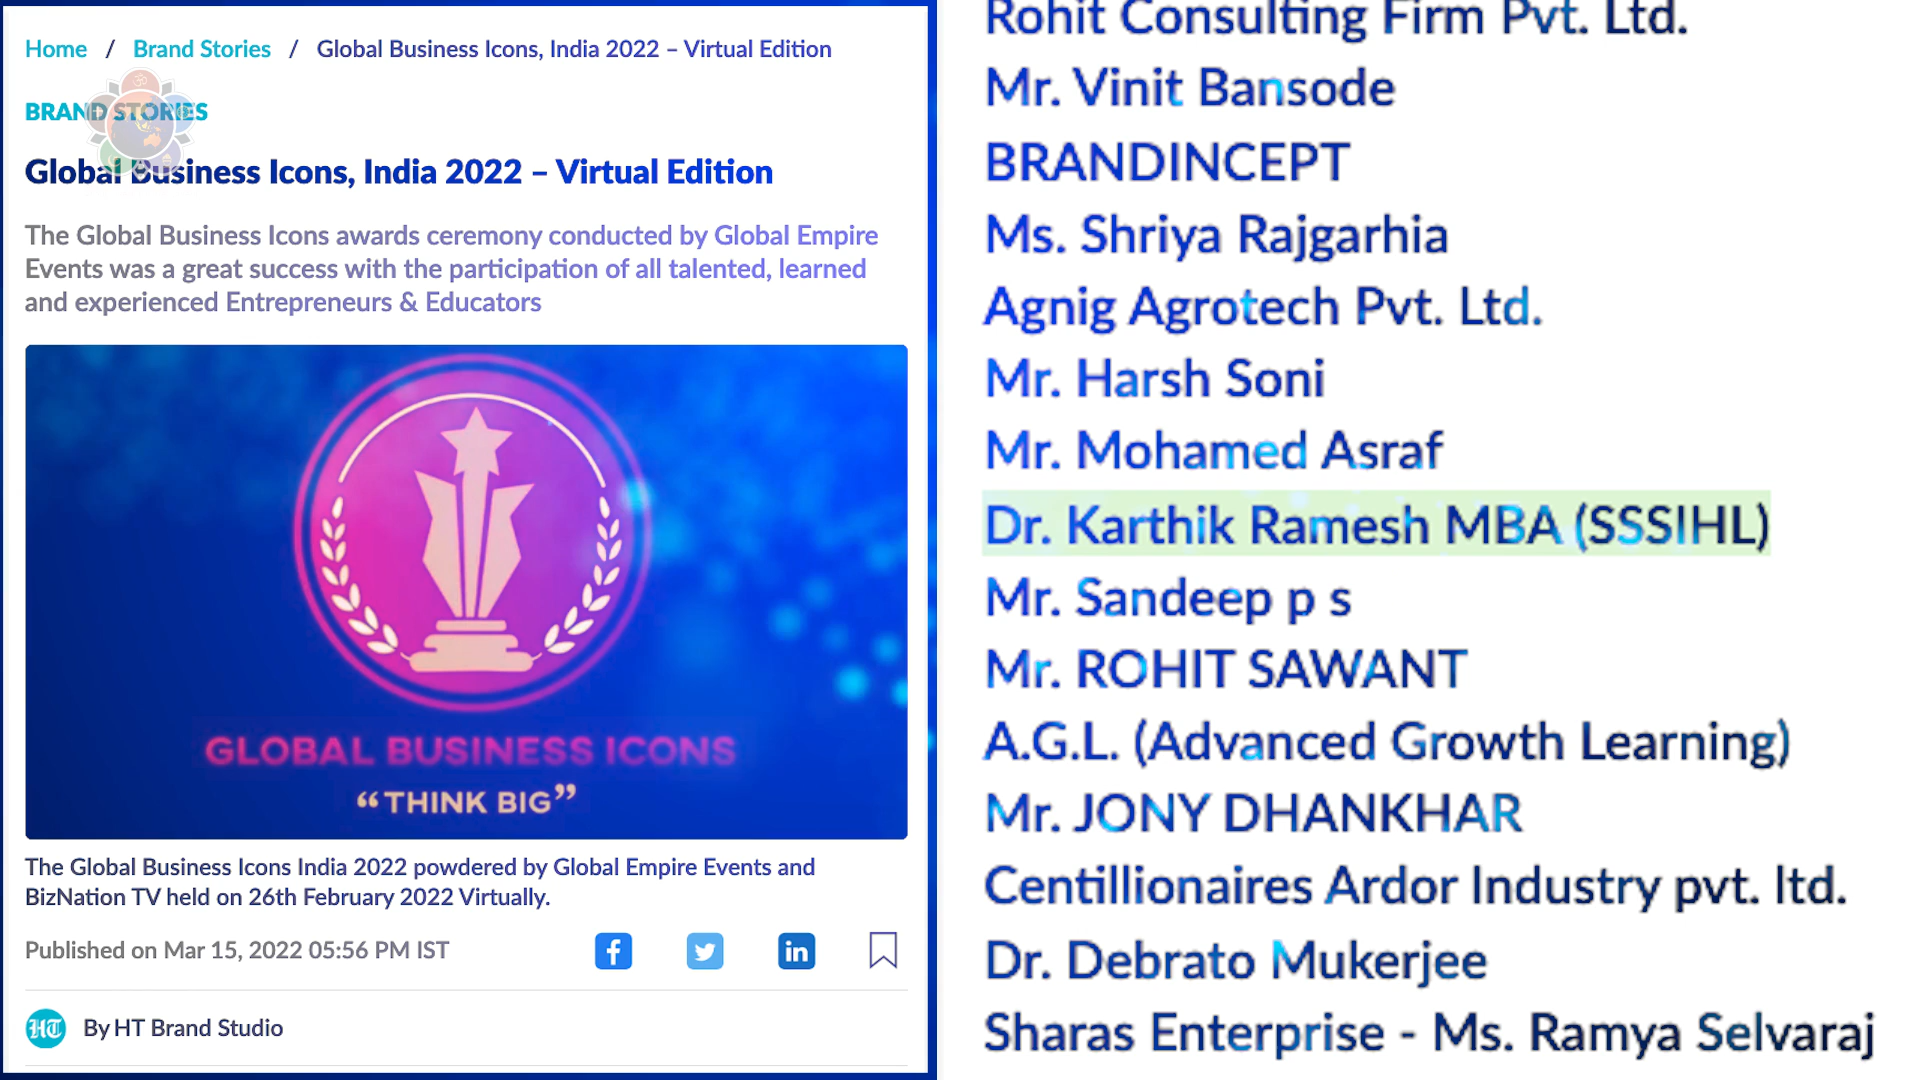 Home / Brand Stories / Global Business Icons, India 2022 – Virtual Edition
BRAND STORIES
Global Business Icons, India 2022 – Virtual Edition
The Global Business Icons awards ceremony conducted by Global Empire
Events was a great success with the participation of all talented, learned
and experienced Entrepreneurs & Educators
GLOBAL BUSINESS ICONS
“THINK BIG”
The Global Business Icons India 2022 powdered by Global Empire Events and
BizNation TV held on 26th February 2022 Virtually.
Published on Mar 15, 2022 05:56 PM IST
HT By HT Brand Studio
Rohit Consulting Firm Pvt. Ltd.
Mr. Vinit Bansode
BRANDINCEPT
Ms. Shriya Rajgarhia
Agnig Agrotech Pvt. Ltd.
Mr. Harsh Soni
Mr. Mohamed Asraf
Dr. Karthik Ramesh MBA (SSSIHL)
Mr. Sandeep p s
Mr. ROHIT SAWANT
A.G.L. (Advanced Growth Learning)
Mr. JONY DHANKHAR
Centillionaires Ardor Industry pvt. ltd.
Dr. Debrato Mukerjee
Sharas Enterprise - Ms. Ramya Selvaraj